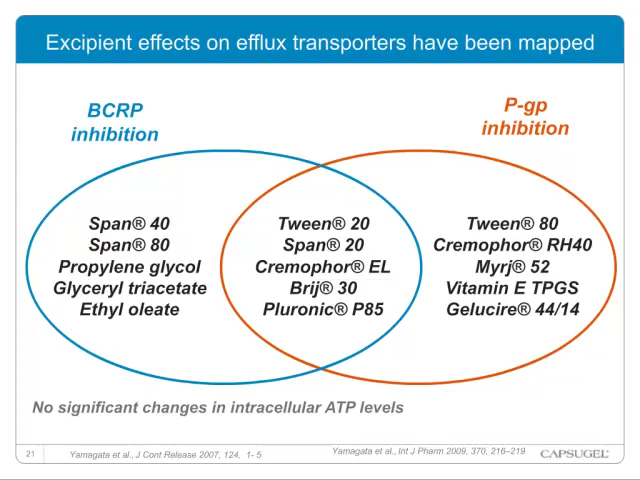 Excipient effects on efflux transporters have been mapped
BCRP
inhibition
P-gp
inhibition
Span® 40
Span® 80
Propylene glycol
Glyceryl triacetate
Ethyl oleate
Tween® 20
Span® 20
Cremophor® EL
Brij® 30
Pluronic® P85
Tween® 80
Cremophor® RH40
Myrj® 52
Vitamin E TPGS
Gelucire® 44/14
No significant changes in intracellular ATP levels
21
Yamagata et al., J Cont Release 2007, 124, 1- 5
Yamagata et al., Int J Pharm 2009, 370, 216–219
CAPSUGEL®